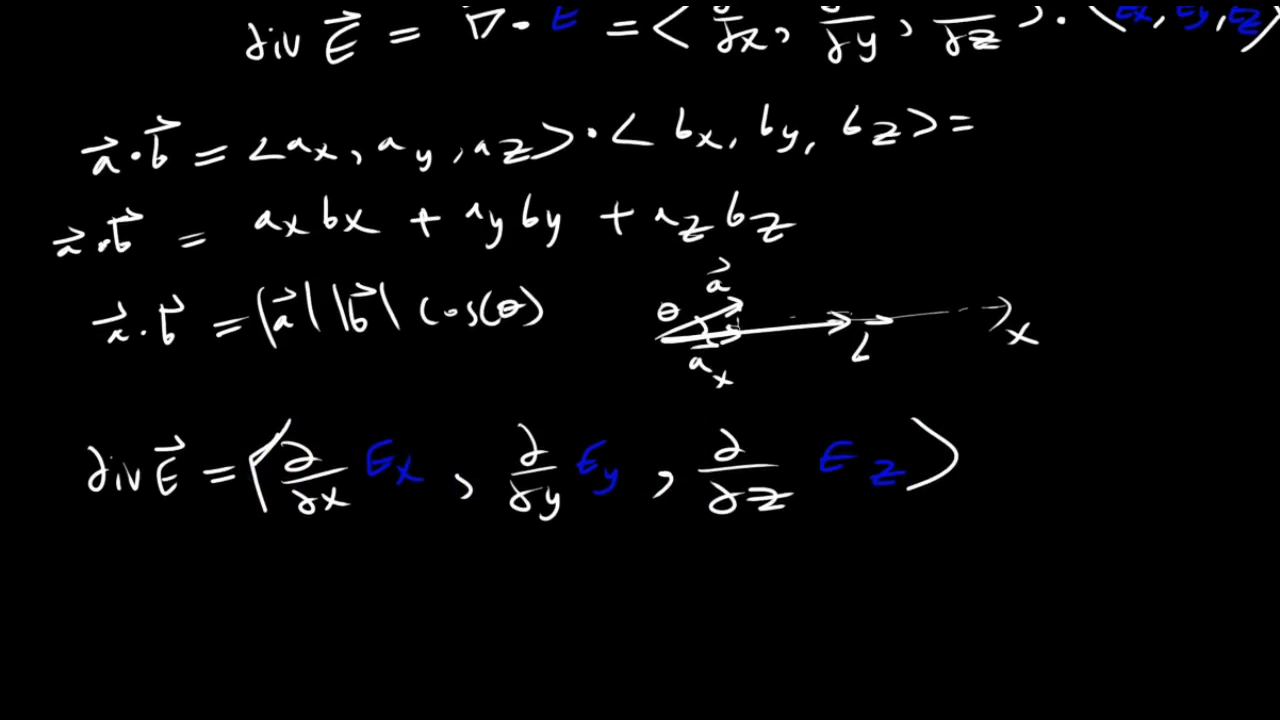 div E⃗ = ∇ · E = < ∂/∂x, ∂/∂y, ∂/∂z > · < Ex, Ey, Ez >
a⃗ · b⃗ = < ax, ay, az > · < bx, by, bz > =
a⃗ · b⃗ = ax bx + ay by + az bz
a⃗ · b⃗ = |a⃗| |b⃗| cos(θ)
θ a⃗ a⃗x b⃗ x
div E⃗ = < ∂/∂x Ex , ∂/∂y Ey , ∂/∂z Ez >